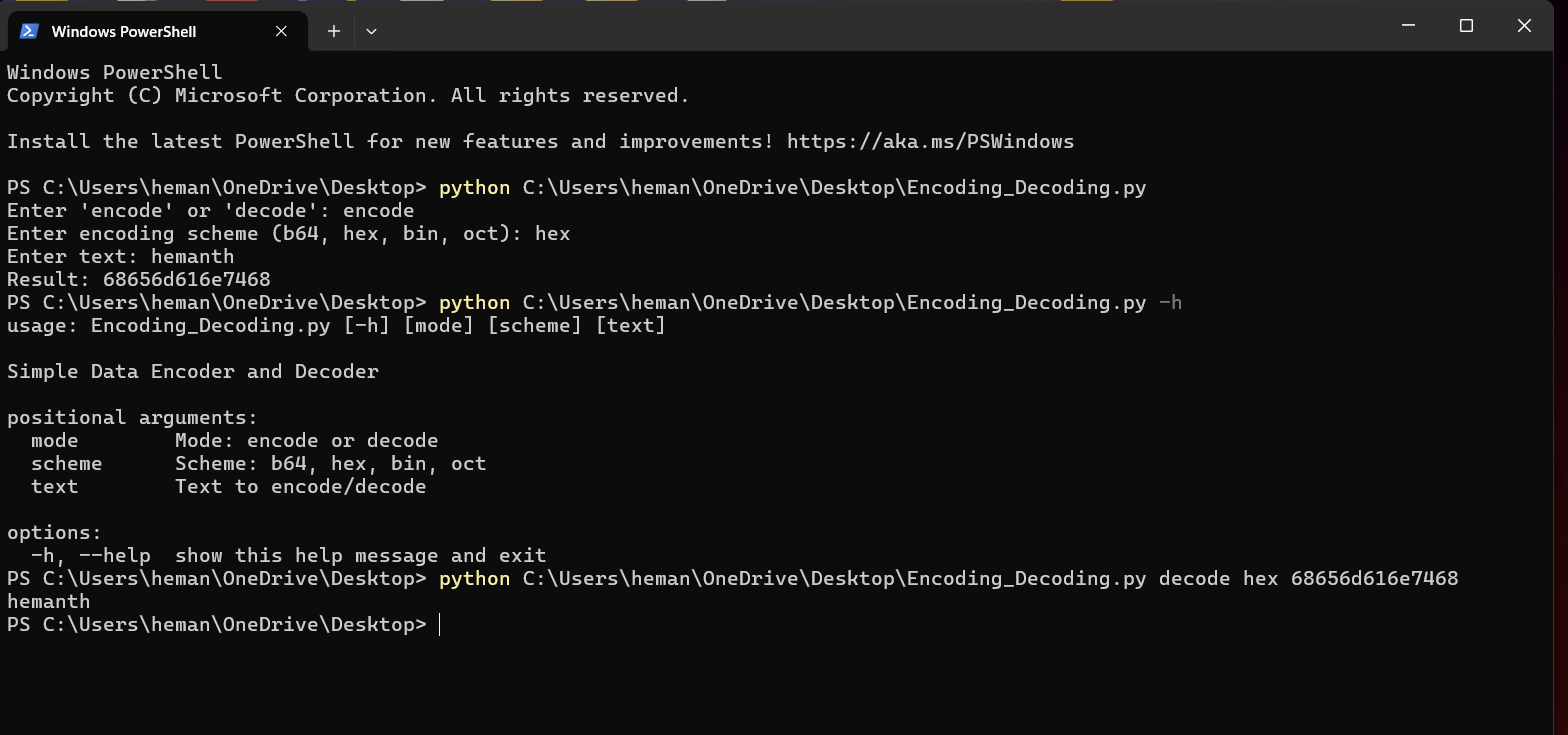 Windows PowerShell
Windows PowerShell
Copyright (C) Microsoft Corporation. All rights reserved.
Install the latest PowerShell for new features and improvements! https://aka.ms/PSWindows
PS C:\Users\heman\OneDrive\Desktop> python C:\Users\heman\OneDrive\Desktop\Encoding_Decoding.py
Enter 'encode' or 'decode': encode
Enter encoding scheme (b64, hex, bin, oct): hex
Enter text: hemanth
Result: 68656d616e7468
PS C:\Users\heman\OneDrive\Desktop> python C:\Users\heman\OneDrive\Desktop\Encoding_Decoding.py -h
usage: Encoding_Decoding.py [-h] [mode] [scheme] [text]
Simple Data Encoder and Decoder
positional arguments:
  mode        Mode: encode or decode
  scheme      Scheme: b64, hex, bin, oct
  text        Text to encode/decode
options:
  -h, --help  show this help message and exit
PS C:\Users\heman\OneDrive\Desktop> python C:\Users\heman\OneDrive\Desktop\Encoding_Decoding.py decode hex 68656d616e7468
hemanth
PS C:\Users\heman\OneDrive\Desktop>